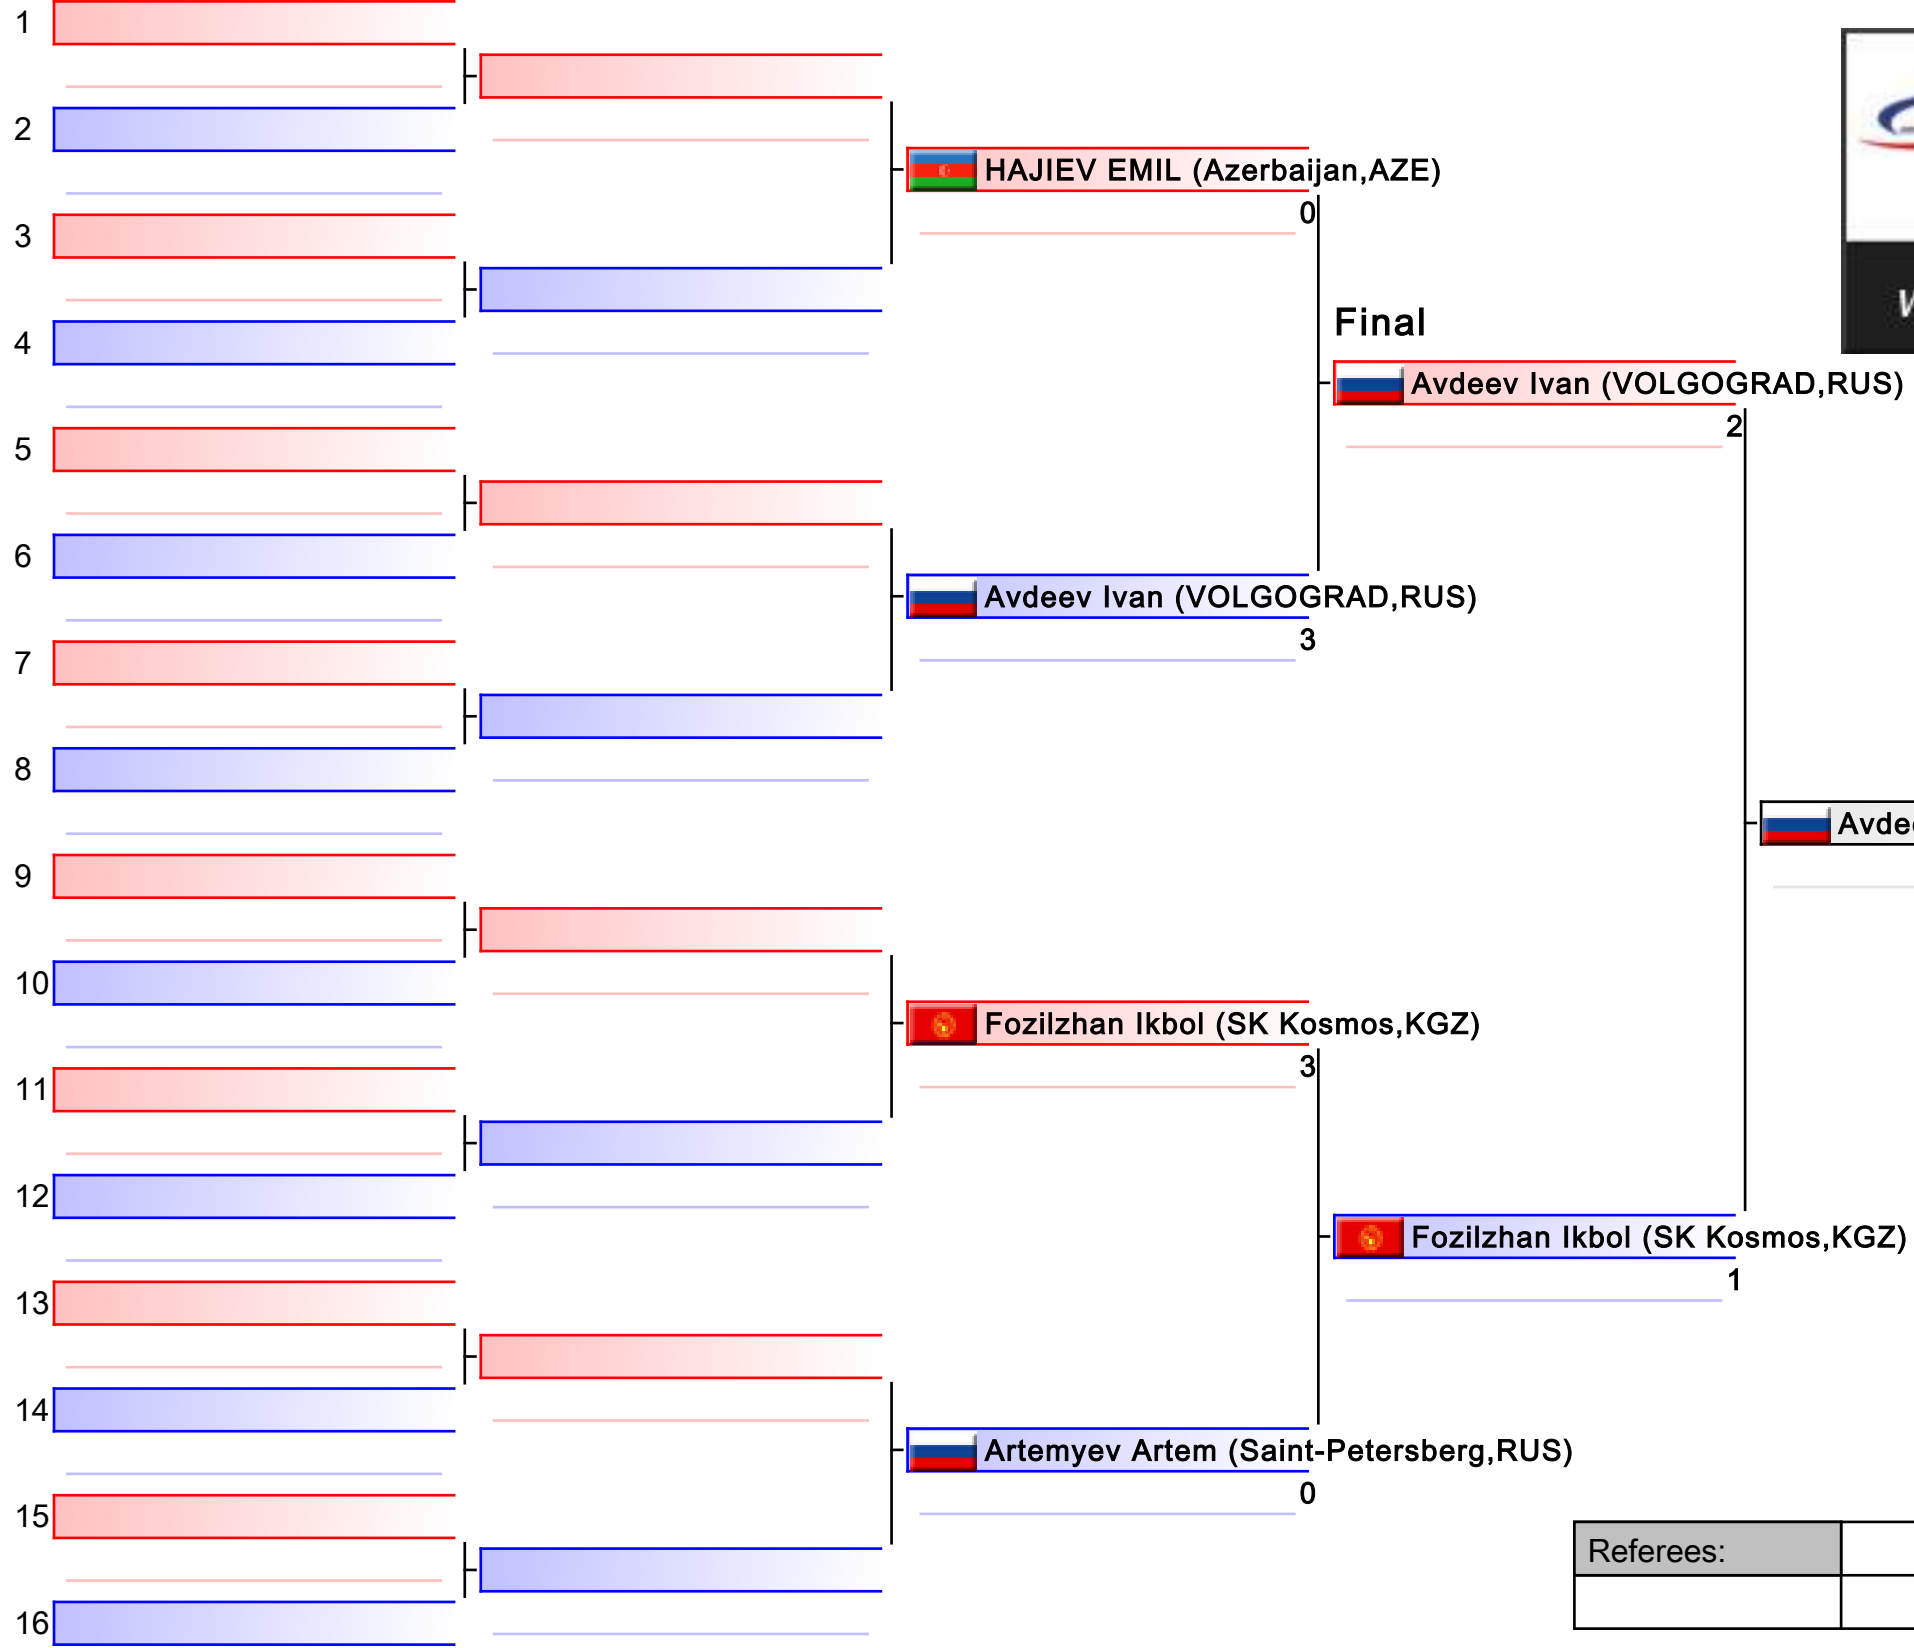 1
2
HAJIEV EMIL (Azerbaijan,AZE)
0
3
Final
4
Avdeev Ivan (VOLGOGRAD,RUS)
2
5
6
Avdeev Ivan (VOLGOGRAD,RUS)
3
7
8
9
10
Fozilzhan Ikbol (SK Kosmos,KGZ)
3
11
12
Fozilzhan Ikbol (SK Kosmos,KGZ)
1
13
14
Artemyev Artem (Saint-Petersberg,RUS)
0
15
Referees:
16